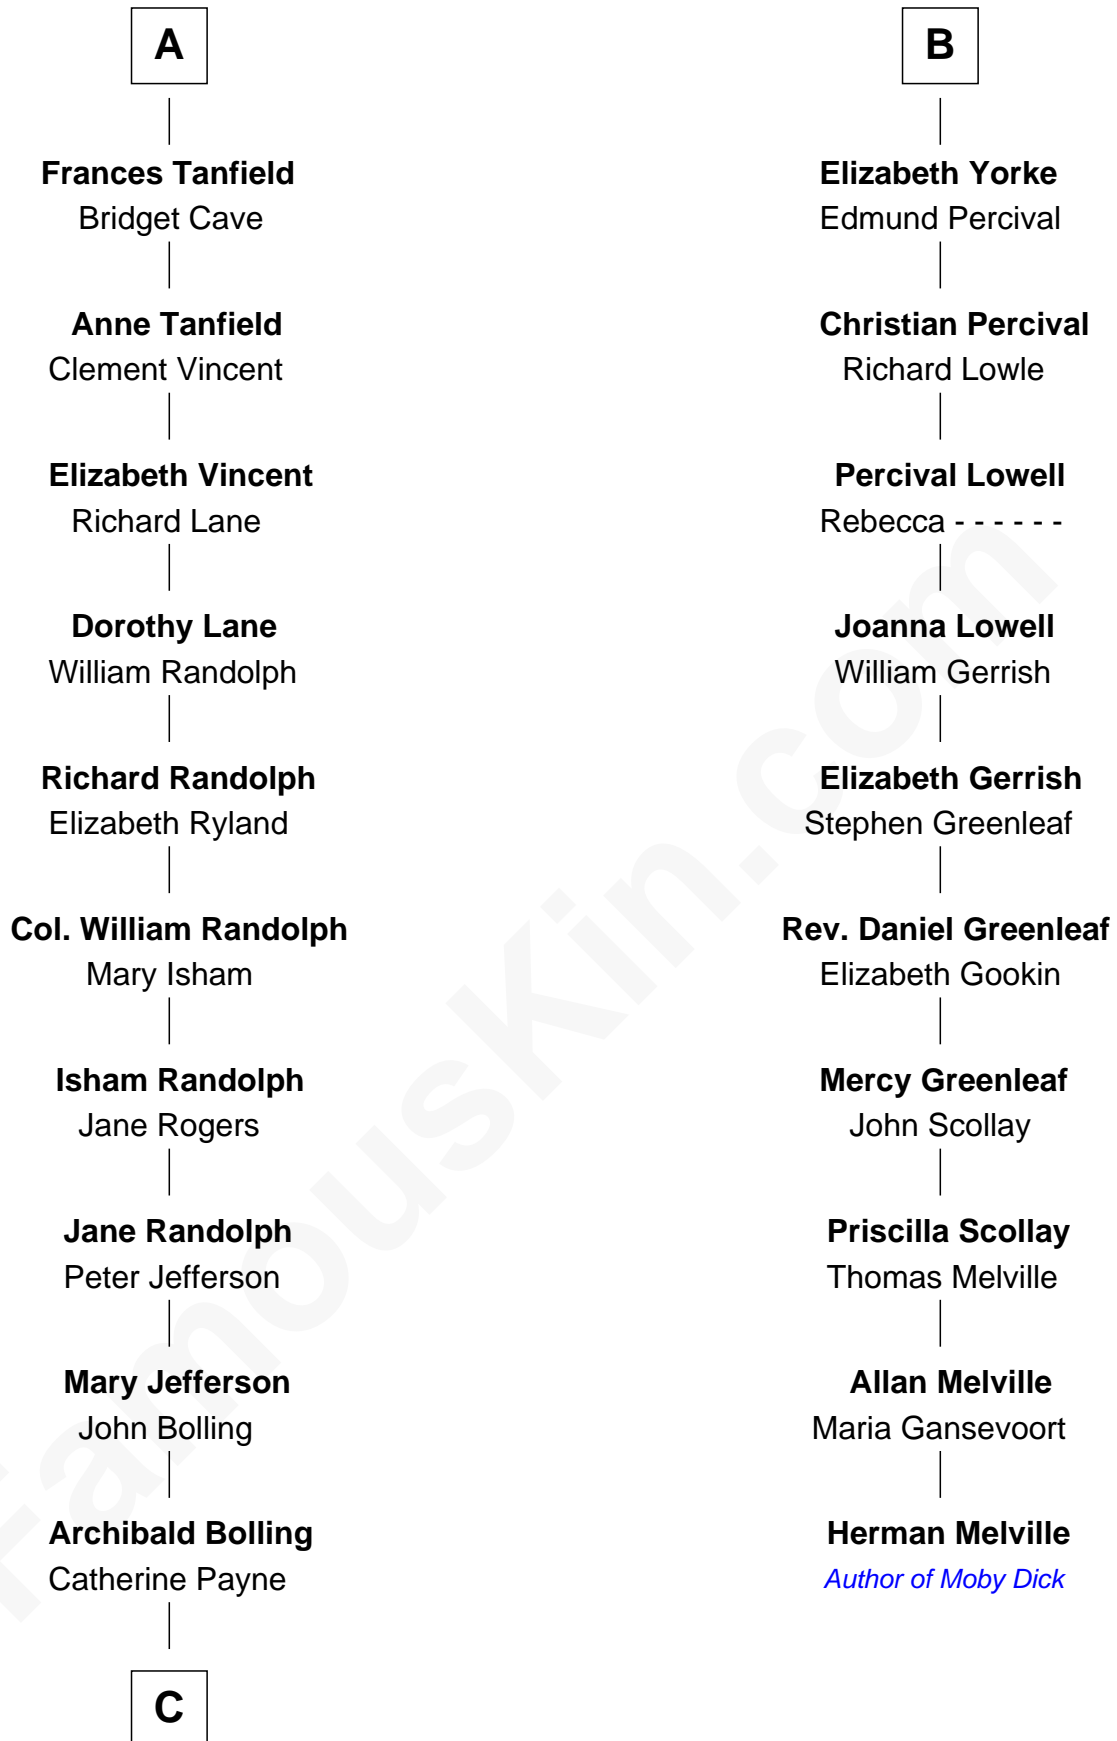 A
Frances Tanfield
Bridget Cave
Anne Tanfield
Clement Vincent
Elizabeth Vincent
Richard Lane
Dorothy Lane
William Randolph
Richard Randolph
Elizabeth Ryland
Col. William Randolph
Mary Isham
Isham Randolph
Jane Rogers
Jane Randolph
Peter Jefferson
Mary Jefferson
John Bolling
Archibald Bolling
Catherine Payne
C
B
Elizabeth Yorke
Edmund Percival
Christian Percival
Richard Lowle
Percival Lowell
Rebecca - - - - - -
Joanna Lowell
William Gerrish
Elizabeth Gerrish
Stephen Greenleaf
Rev. Daniel Greenleaf
Elizabeth Gookin
Mercy Greenleaf
John Scollay
Priscilla Scollay
Thomas Melville
Allan Melville
Maria Gansevoort
Herman Melville
Author of Moby Dick
FamousKin.com